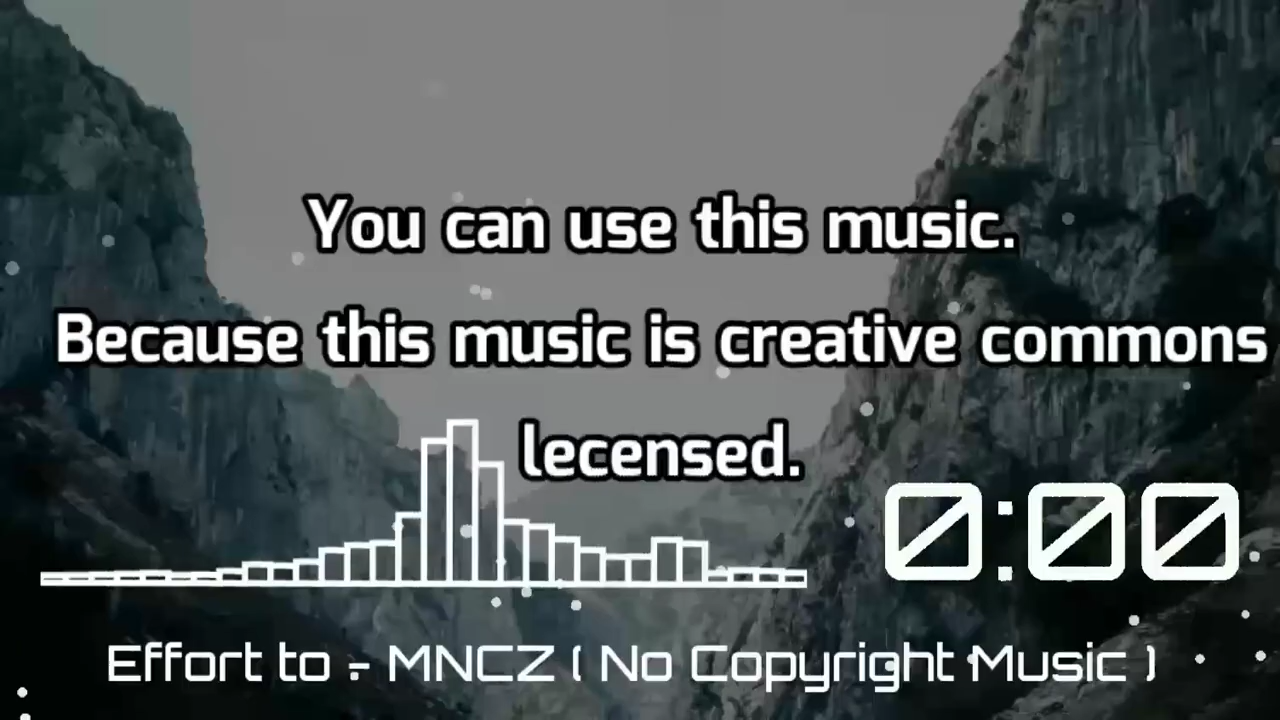 You can use this music.
Because this music is creative commons
lecensed.
0:00
Effort to :- MNCZ ( No Copyright Music )